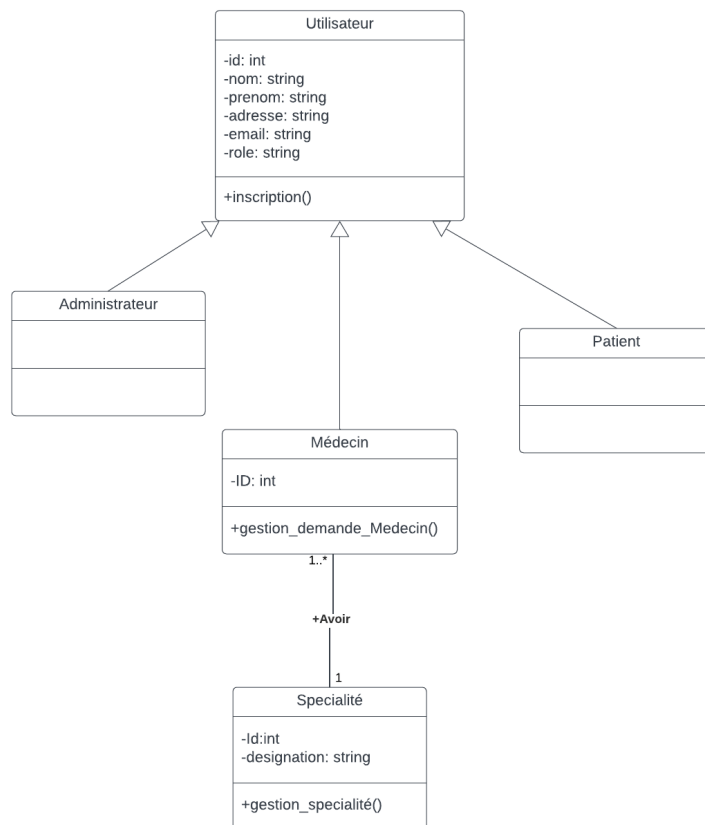 Utilisateur
-id: int
-nom: string
-prenom: string
-adresse: string
-email: string
-role: string
+inscription()
Administrateur
Patient
Médecin
-ID: int
+gestion_demande_Medecin()
1..*
+Avoir
1
Specialité
-Id:int
-designation: string
+gestion_specialité()